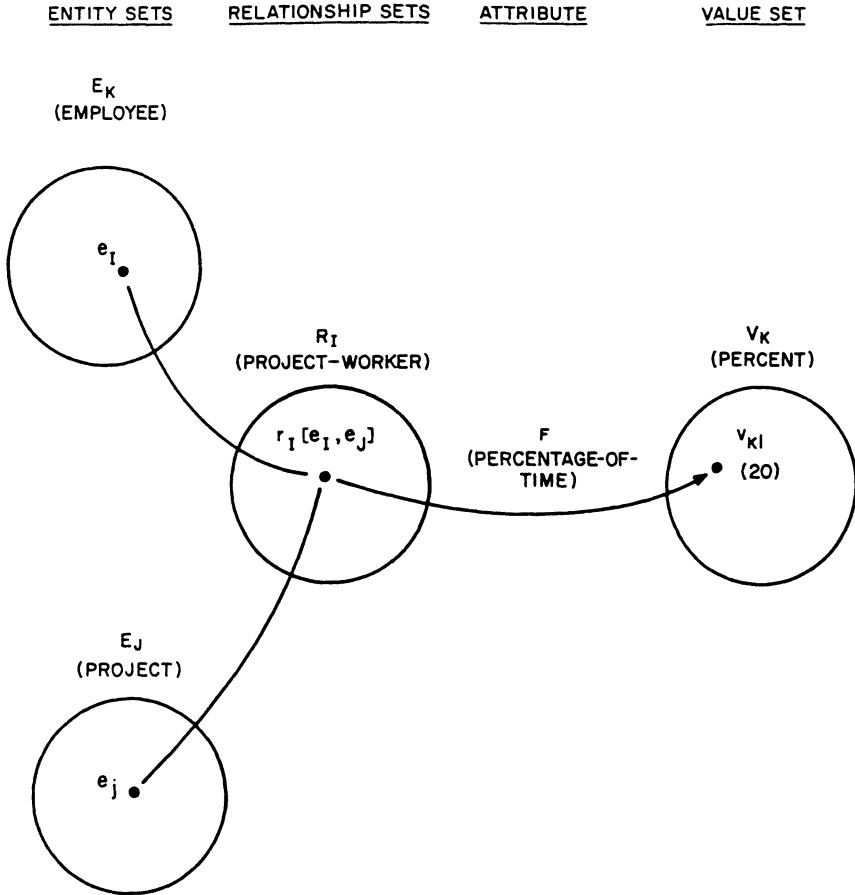 ENTITY SETS RELATIONSHIP SETS ATTRIBUTE VALUE SET
E_K
(EMPLOYEE)
e_I
R_I
(PROJECT-WORKER)
r_I [e_I, e_J]
F
(PERCENTAGE-OF-
TIME)
V_K
(PERCENT)
v_KI
(20)
E_J
(PROJECT)
e_j